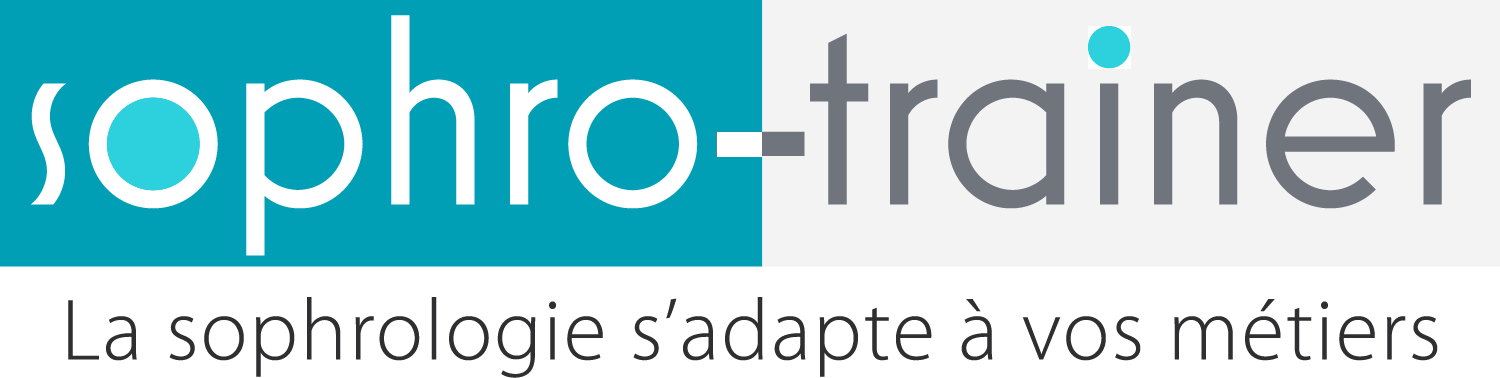 sophro-trainer
La sophrologie s’adapte à vos métiers